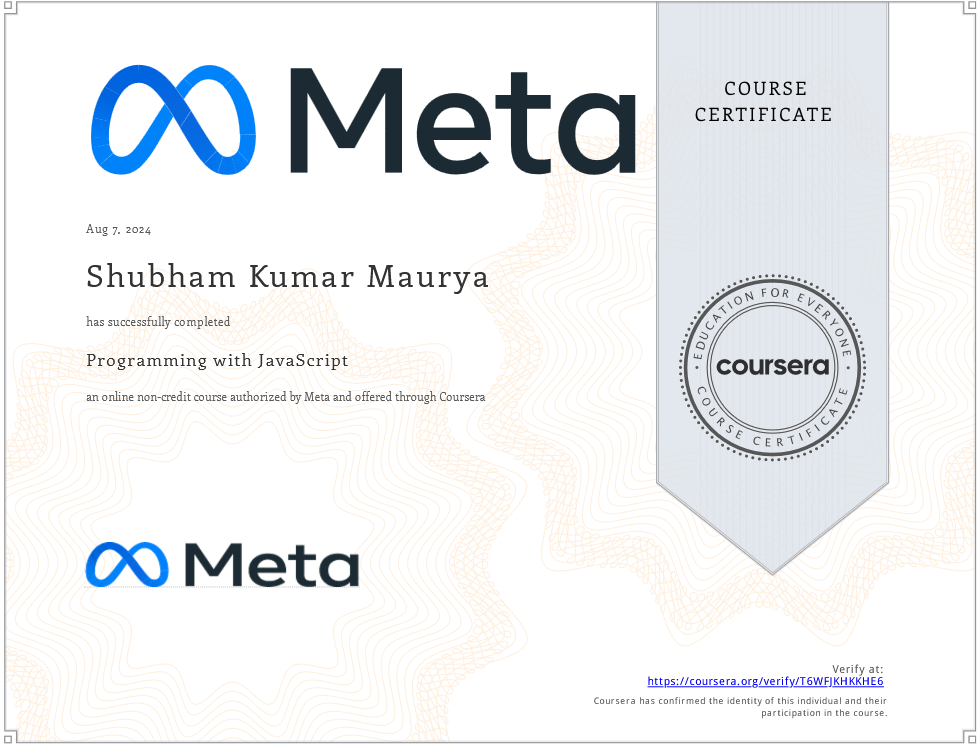 Meta
COURSE
CERTIFICATE
Aug 7, 2024
Shubham Kumar Maurya
has successfully completed
Programming with JavaScript
an online non-credit course authorized by Meta and offered through Coursera
EDUCATION FOR EVERYONE
coursera
COURSE CERTIFICATE
Meta
Verify at:
https://coursera.org/verify/T6WFJKHKKHE6
Coursera has confirmed the identity of this individual and their
participation in the course.